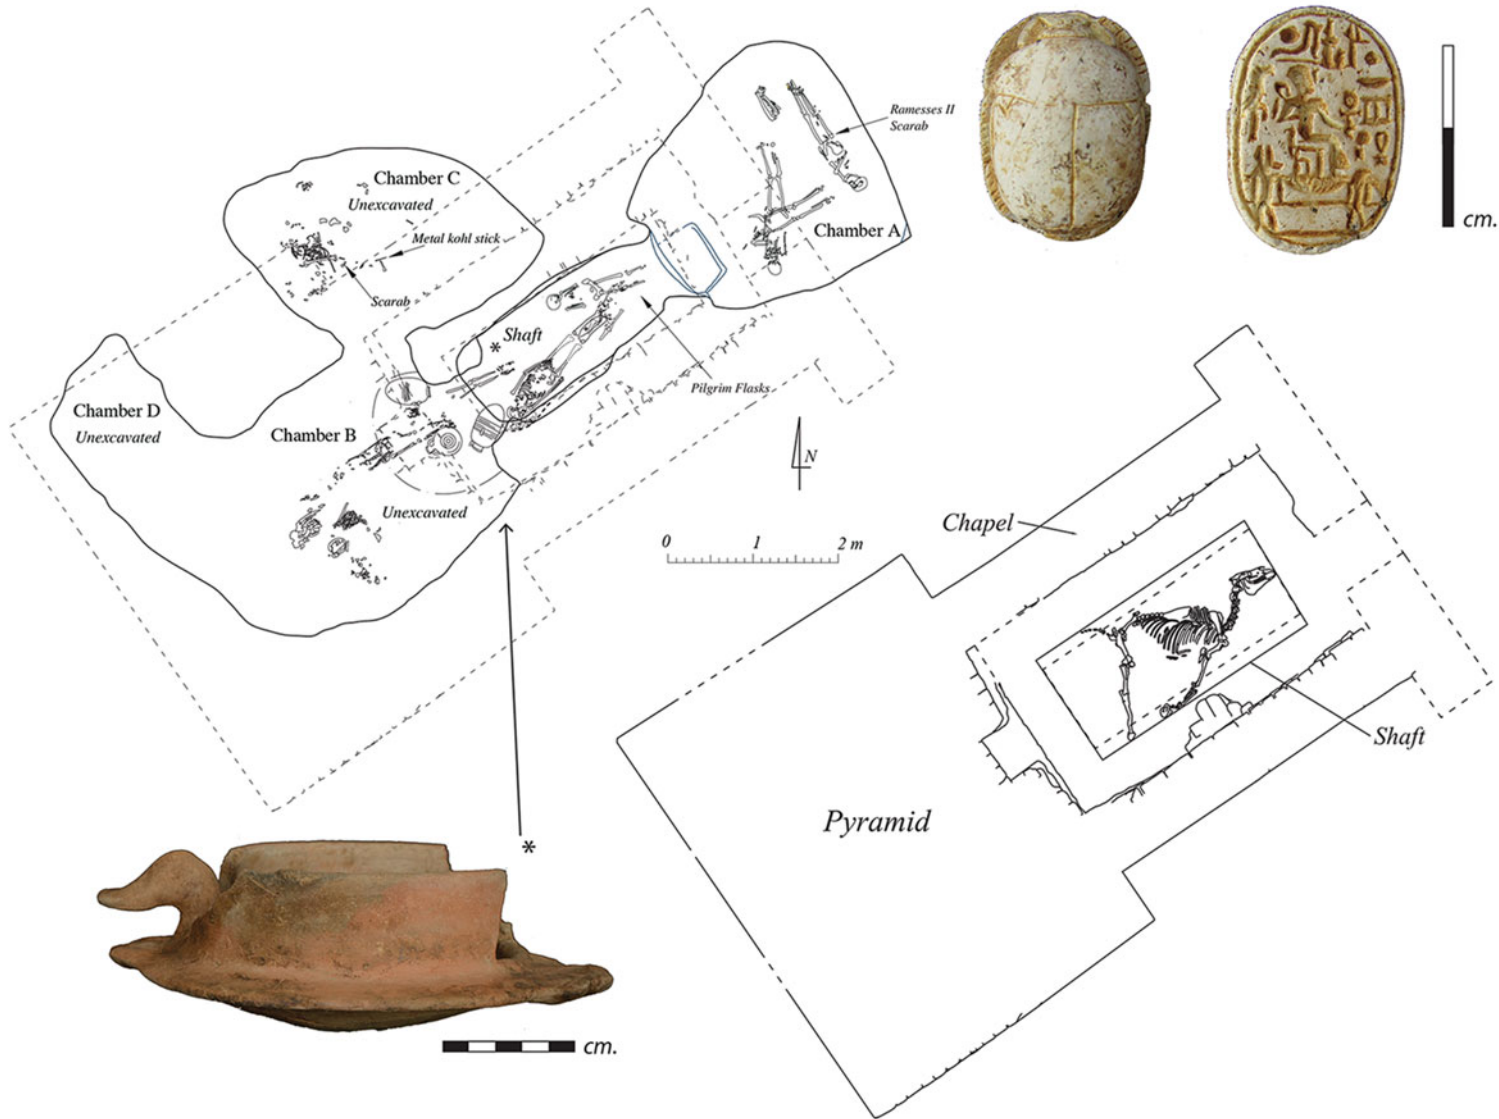 Ramesses II
Scarab
cm.
Chamber C
Unexcavated
Metal kohl stick
Scarab
Chamber A
Shaft
*
Pilgrim Flasks
Chamber D
Unexcavated
Chamber B
Unexcavated
N
0 1 2 m
Chapel
Shaft
Pyramid
*
cm.